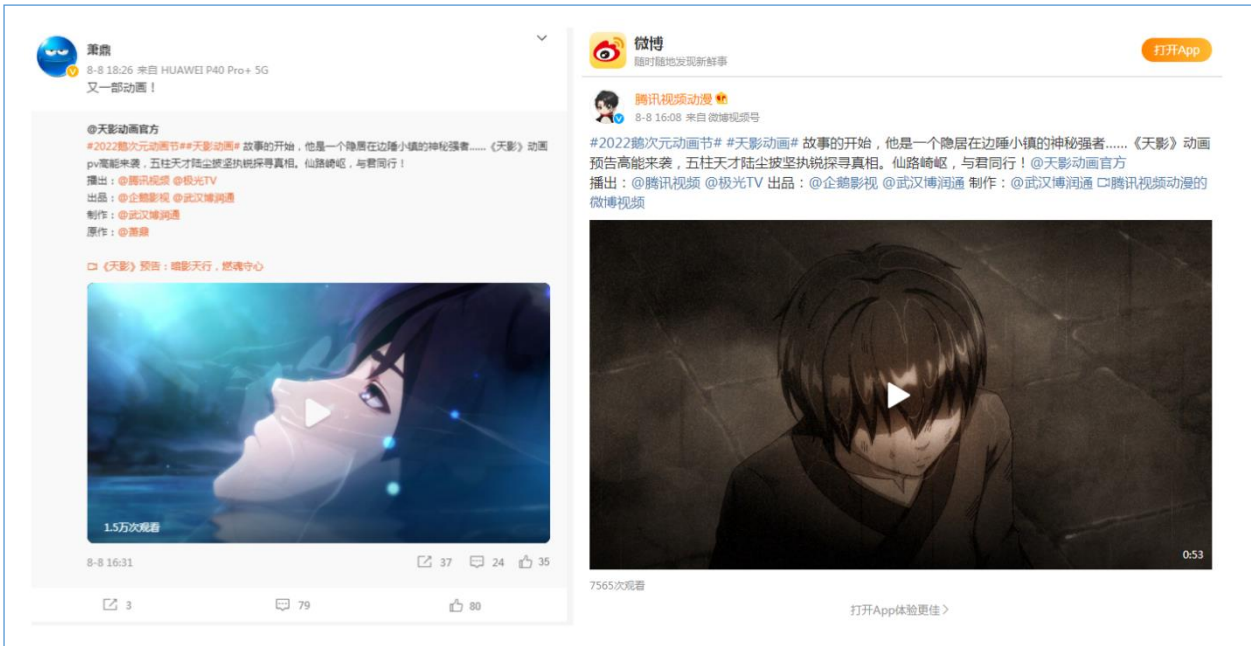 萧鼎
8-8 18:26 来自 HUAWEI P40 Pro+ 5G
又一部动画！
@天影动画官方
#2022鹅次元动画节##天影动画# 故事的开始，他是一个隐居在边陲小镇的神秘强者……《天影》动画
pv高能来袭，五柱天才陆尘披坚执锐探寻真相。仙路崎岖，与君同行！
播出：@腾讯视频 @极光TV
出品：@企鹅影视 @武汉博润通
制作：@武汉博润通
原作：@萧鼎
《天影》预告：暗影天行，燃魂守心
1.5万次观看
8-8 16:31
37 24 35
3 79 80
微博
随时随地发现新鲜事
打开App
腾讯视频动漫
8-8 16:08 来自 微博视频号
#2022鹅次元动画节# #天影动画# 故事的开始，他是一个隐居在边陲小镇的神秘强者……《天影》动画
预告高能来袭，五柱天才陆尘披坚执锐探寻真相。仙路崎岖，与君同行！@天影动画官方
播出：@腾讯视频 @极光TV 出品：@企鹅影视 @武汉博润通 制作：@武汉博润通 腾讯视频动漫的
微博视频
0:53
7565次观看
打开App体验更佳